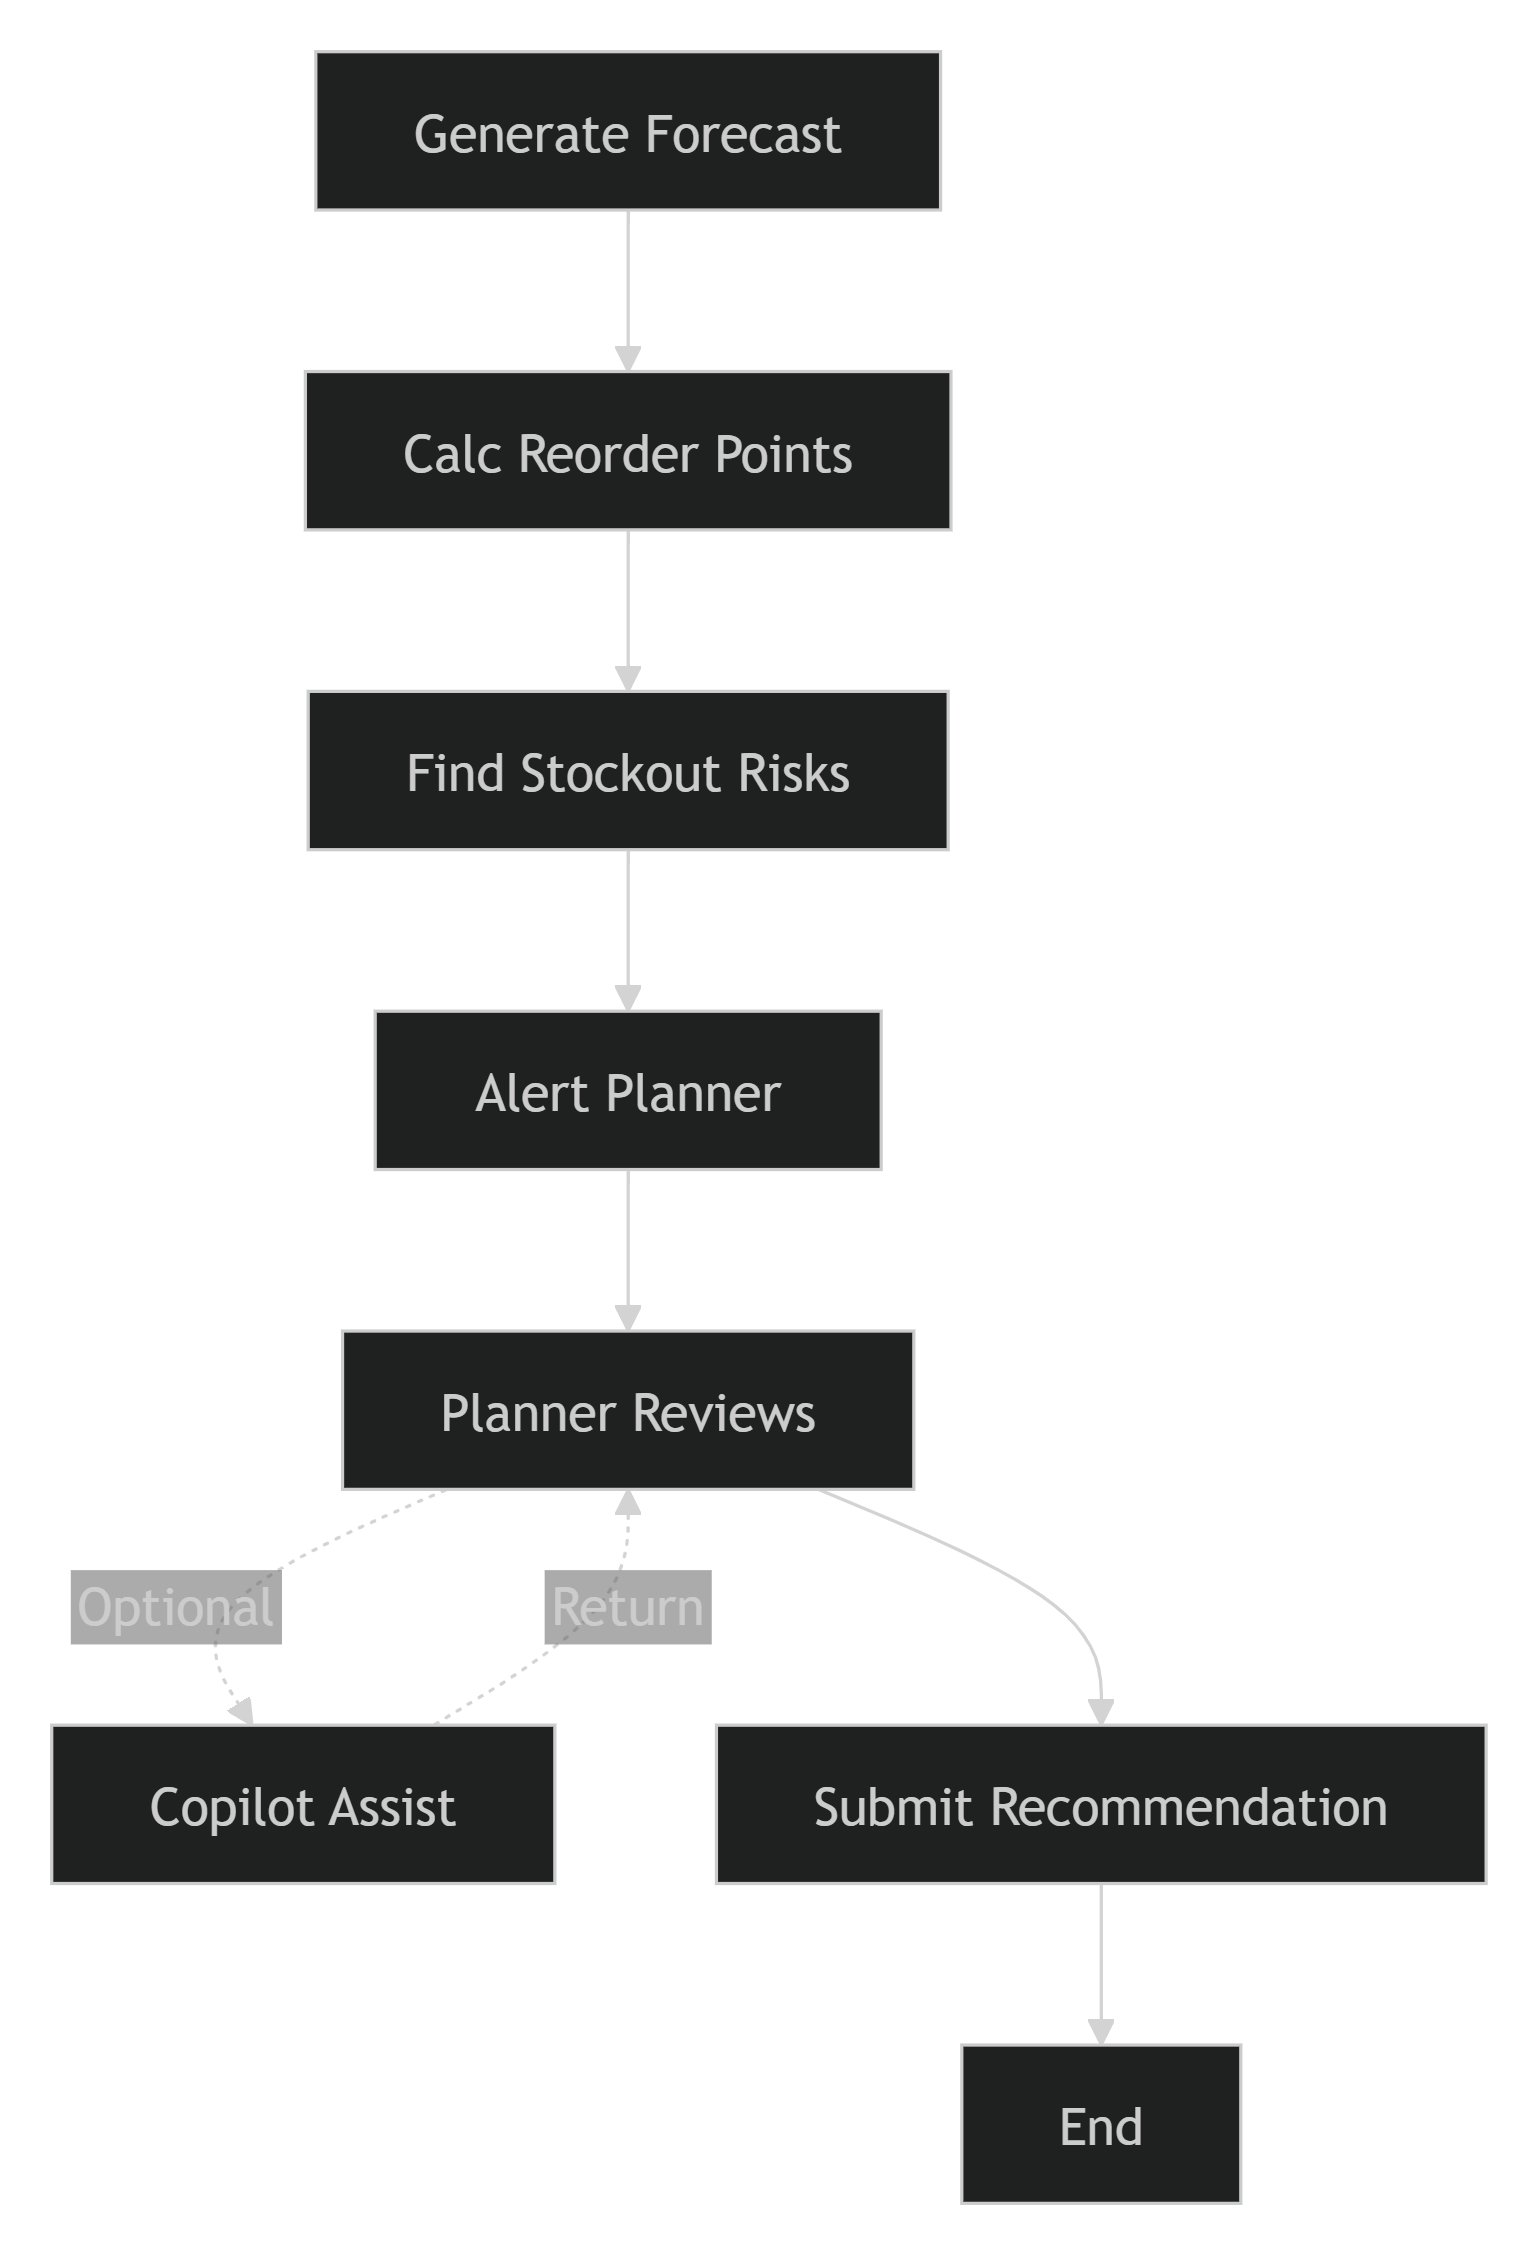 Generate Forecast
Calc Reorder Points
Find Stockout Risks
Alert Planner
Planner Reviews
Optional
Return
Copilot Assist
Submit Recommendation
End